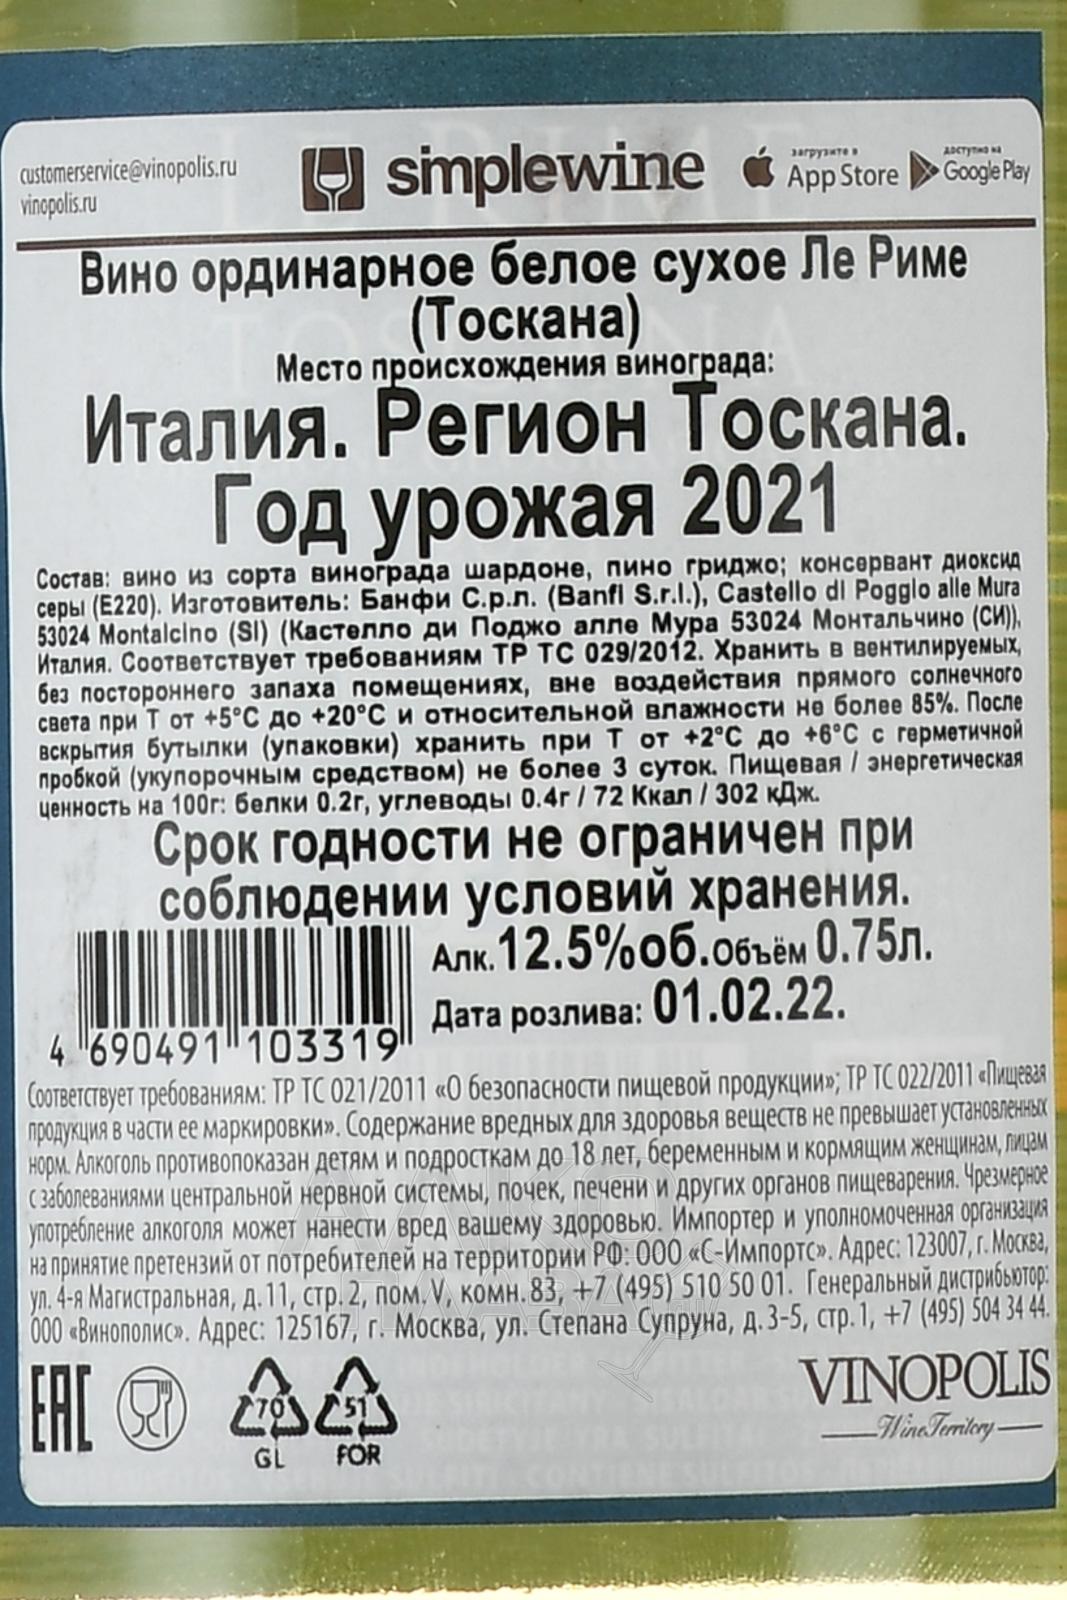 customerservice@vinopolis.ru
vinopolis.ru
simplewine
загрузите в
App Store
доступно на
Google Play
Вино ординарное белое сухое Ле Риме
(Тоскана)
Место происхождения винограда:
Италия. Регион Тоскана.
Год урожая 2021
Состав: вино из сорта винограда шардоне, пино гриджо; консервант диоксид
серы (Е220). Изготовитель: Банфи С.р.л. (Banfi S.r.l.), Castello di Poggio alle Mura
53024 Montalcino (SI) (Кастелло ди Поджо алле Мура 53024 Монтальчино (СИ)),
Италия. Соответствует требованиям ТР ТС 029/2012. Хранить в вентилируемых,
без постороннего запаха помещениях, вне воздействия прямого солнечного
света при Т от +5°С до +20°С и относительной влажности не более 85%. После
вскрытия бутылки (упаковки) хранить при Т от +2°С до +6°С с герметичной
пробкой (укупорочным средством) не более 3 суток. Пищевая / энергетическая
ценность на 100г: белки 0.2г, углеводы 0.4г / 72 Ккал / 302 кДж.
Срок годности не ограничен при
соблюдении условий хранения.
Алк. 12.5%об. Объём 0.75л.
Дата розлива: 01.02.22.
4 690491 103319
Соответствует требованиям: ТР ТС 021/2011 «О безопасности пищевой продукции»; ТР ТС 022/2011 «Пищевая
продукция в части ее маркировки». Содержание вредных для здоровья веществ не превышает установленных
норм. Алкоголь противопоказан детям и подросткам до 18 лет, беременным и кормящим женщинам, лицам
с заболеваниями центральной нервной системы, почек, печени и других органов пищеварения. Чрезмерное
употребление алкоголя может нанести вред вашему здоровью. Импортер и уполномоченная организация
на принятие претензий от потребителей на территории РФ: ООО «С-Импортс». Адрес: 123007, г. Москва,
ул. 4-я Магистральная, д. 11, стр. 2, пом. V, комн. 83, +7 (495) 510 50 01. Генеральный дистрибьютор:
ООО «Винополис». Адрес: 125167, г. Москва, ул. Степана Супруна, д. 3-5, стр. 1, +7 (495) 504 34 44.
EAC
70
GL
51
FOR
VINOPOLIS
Wine Territory